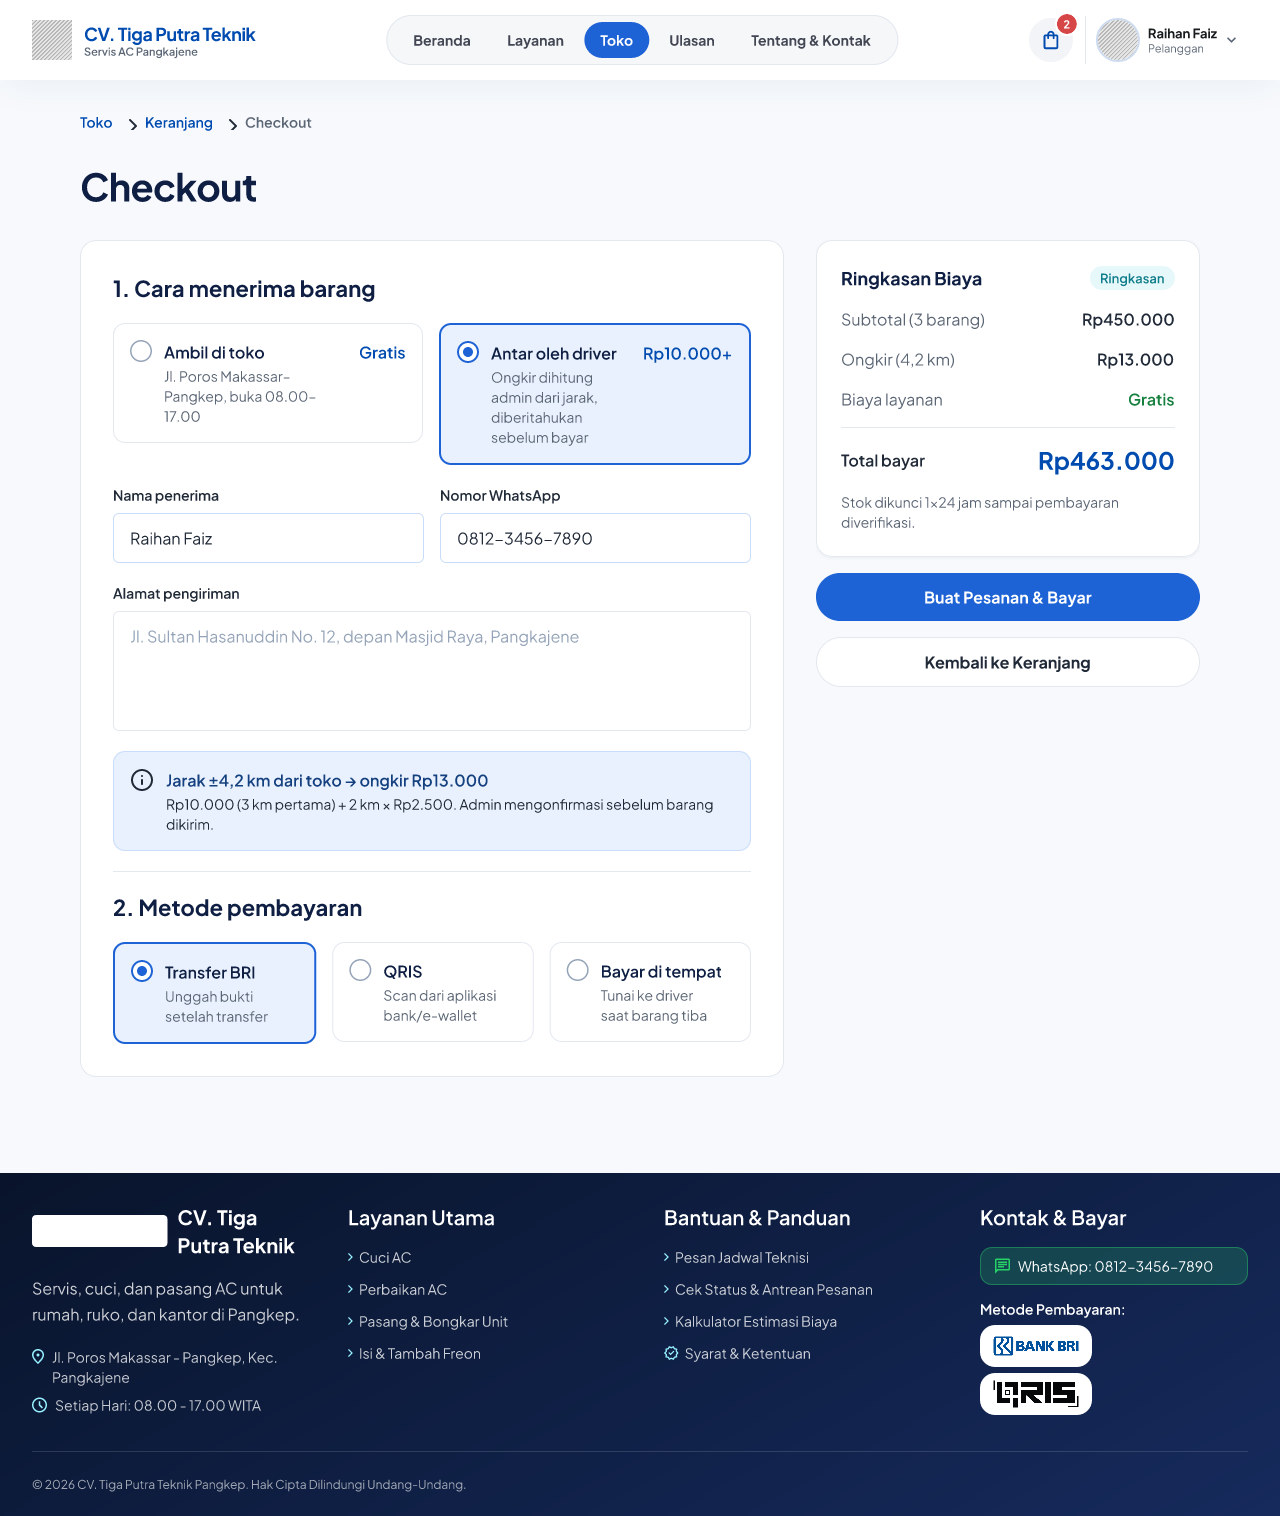 CV. Tiga Putra Teknik
Servis AC Pangkajene
Beranda
Layanan
Toko
Ulasan
Tentang & Kontak
2
Raihan Faiz
Pelanggan
Toko
Keranjang
Checkout
Checkout
1. Cara menerima barang
Ambil di toko
Gratis
Jl. Poros Makassar–
Pangkep, buka 08.00–
17.00
Antar oleh driver
Rp10.000+
Ongkir dihitung
admin dari jarak,
diberitahukan
sebelum bayar
Nama penerima
Raihan Faiz
Nomor WhatsApp
0812-3456-7890
Alamat pengiriman
Jl. Sultan Hasanuddin No. 12, depan Masjid Raya, Pangkajene
Jarak ±4,2 km dari toko → ongkir Rp13.000
Rp10.000 (3 km pertama) + 2 km × Rp2.500. Admin mengonfirmasi sebelum barang
dikirim.
2. Metode pembayaran
Transfer BRI
Unggah bukti
setelah transfer
QRIS
Scan dari aplikasi
bank/e-wallet
Bayar di tempat
Tunai ke driver
saat barang tiba
Ringkasan Biaya
Ringkasan
Subtotal (3 barang)
Rp450.000
Ongkir (4,2 km)
Rp13.000
Biaya layanan
Gratis
Total bayar
Rp463.000
Stok dikunci 1×24 jam sampai pembayaran
diverifikasi.
Buat Pesanan & Bayar
Kembali ke Keranjang
CV. Tiga
Putra Teknik
Servis, cuci, dan pasang AC untuk
rumah, ruko, dan kantor di Pangkep.
Jl. Poros Makassar - Pangkep, Kec.
Pangkajene
Setiap Hari: 08.00 - 17.00 WITA
Layanan Utama
Cuci AC
Perbaikan AC
Pasang & Bongkar Unit
Isi & Tambah Freon
Bantuan & Panduan
Pesan Jadwal Teknisi
Cek Status & Antrean Pesanan
Kalkulator Estimasi Biaya
Syarat & Ketentuan
Kontak & Bayar
WhatsApp: 0812-3456-7890
Metode Pembayaran:
BANK BRI
QRIS
© 2026 CV. Tiga Putra Teknik Pangkep. Hak Cipta Dilindungi Undang-Undang.